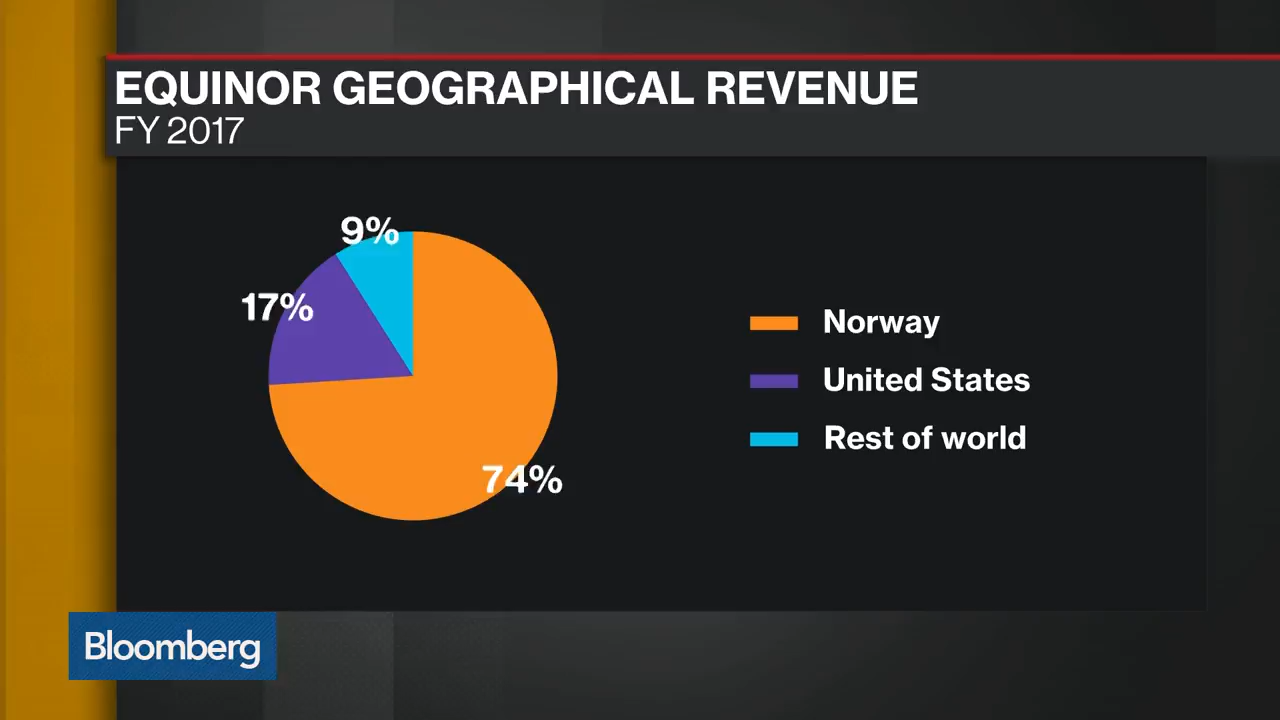 EQUINOR GEOGRAPHICAL REVENUE
FY 2017
9%
17%
74%
Norway
United States
Rest of world
Bloomberg